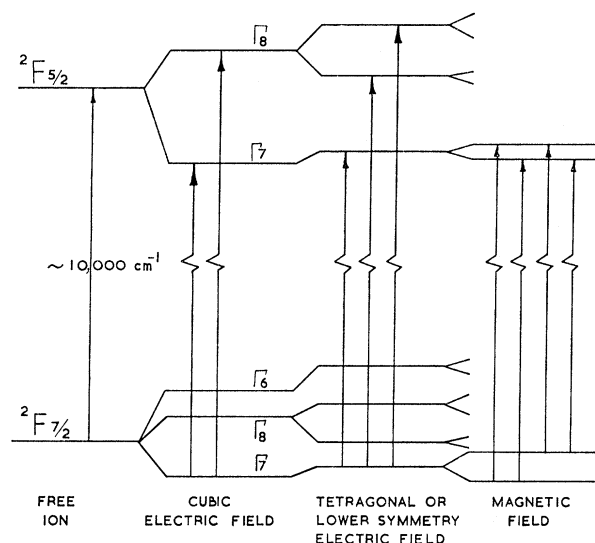 Γ8
²F5/2
Γ7
~10,000 cm⁻¹
Γ6
²F7/2
Γ8
Γ7
FREE
ION
CUBIC
ELECTRIC FIELD
TETRAGONAL OR
LOWER SYMMETRY
ELECTRIC FIELD
MAGNETIC
FIELD